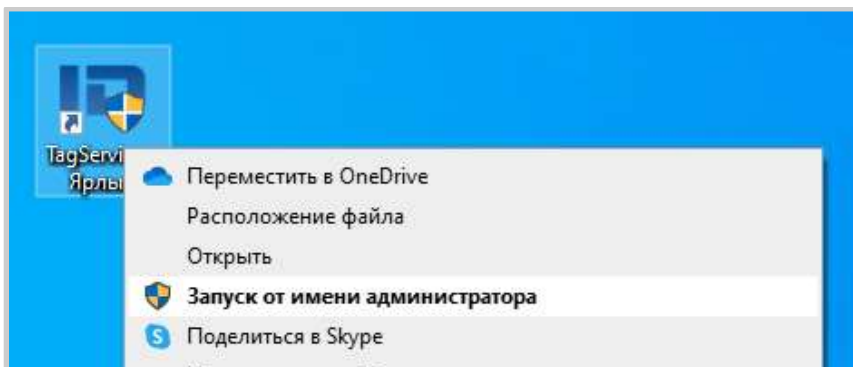 TagServi
Ярлы
Переместить в OneDrive
Расположение файла
Открыть
Запуск от имени администратора
Поделиться в Skype